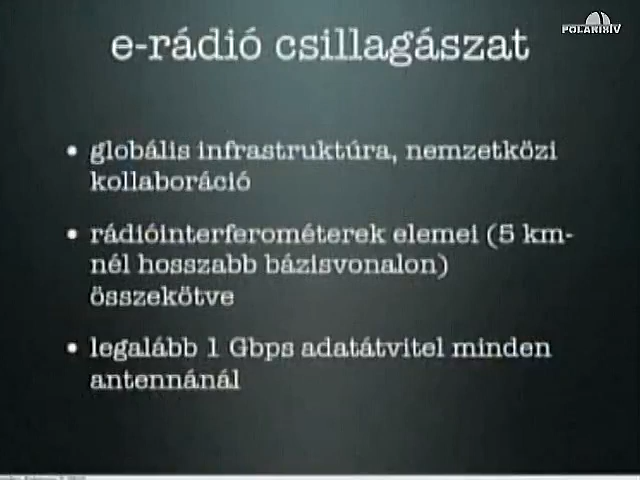 POLARIS TV
e-rádió csillagászat
• globális infrastruktúra, nemzetközi
kollaboráció
• rádióinterferométerek elemei (5 km-
nél hosszabb bázisvonalon)
összekötve
• legalább 1 Gbps adatátvitel minden
antennánál